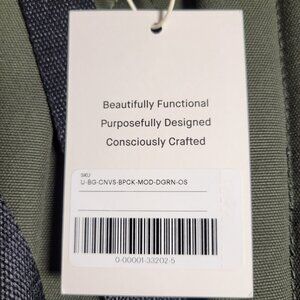 Beautifully Functional
Purposefully Designed
Consciously Crafted
SKU
U-BG-CNVS-BPCK-MOD-DGRN-OS
0-00001-33202-5